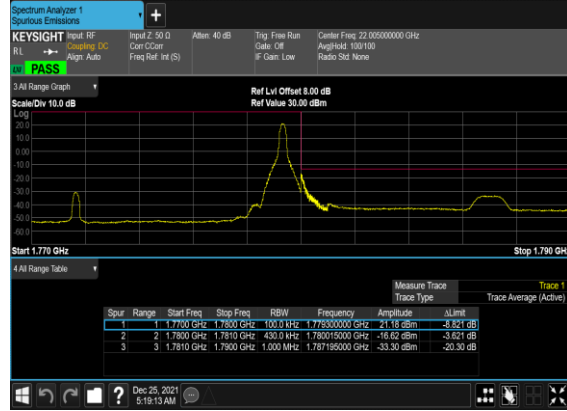 Spectrum Analyzer 1
Spurious Emissions
KEYSIGHT Input: RF Input Z: 50 Ω Atten: 40 dB Trig: Free Run Center Freq: 22.005000000 GHz
RL Coupling: DC Corr CCorr Gate: Off Avg|Hold: 100/100
Align: Auto Freq Ref: Int (S) IF Gain: Low Radio Std: None
PASS
3 All Range Graph
Ref Lvl Offset 8.00 dB
Scale/Div 10.0 dB Ref Value 30.00 dBm
Log
20.0
10.0
0.00
-10.0
-20.0
-30.0
-40.0
-50.0
-60.0
Start 1.770 GHz Stop 1.790 GH
4 All Range Table
Measure Trace Trace 1
Trace Type Trace Average (Active)
Spur Range Start Freq Stop Freq RBW Frequency Amplitude ΔLimit
1 1 1.7700 GHz 1.7800 GHz 100.0 kHz 1.779300000 GHz 21.18 dBm -8.821 dB
2 2 1.7800 GHz 1.7810 GHz 430.0 kHz 1.780015000 GHz -16.62 dBm -3.621 dB
3 3 1.7810 GHz 1.7900 GHz 1.000 MHz 1.787195000 GHz -33.30 dBm -20.30 dB
? Dec 25, 2021
5:19:13 AM